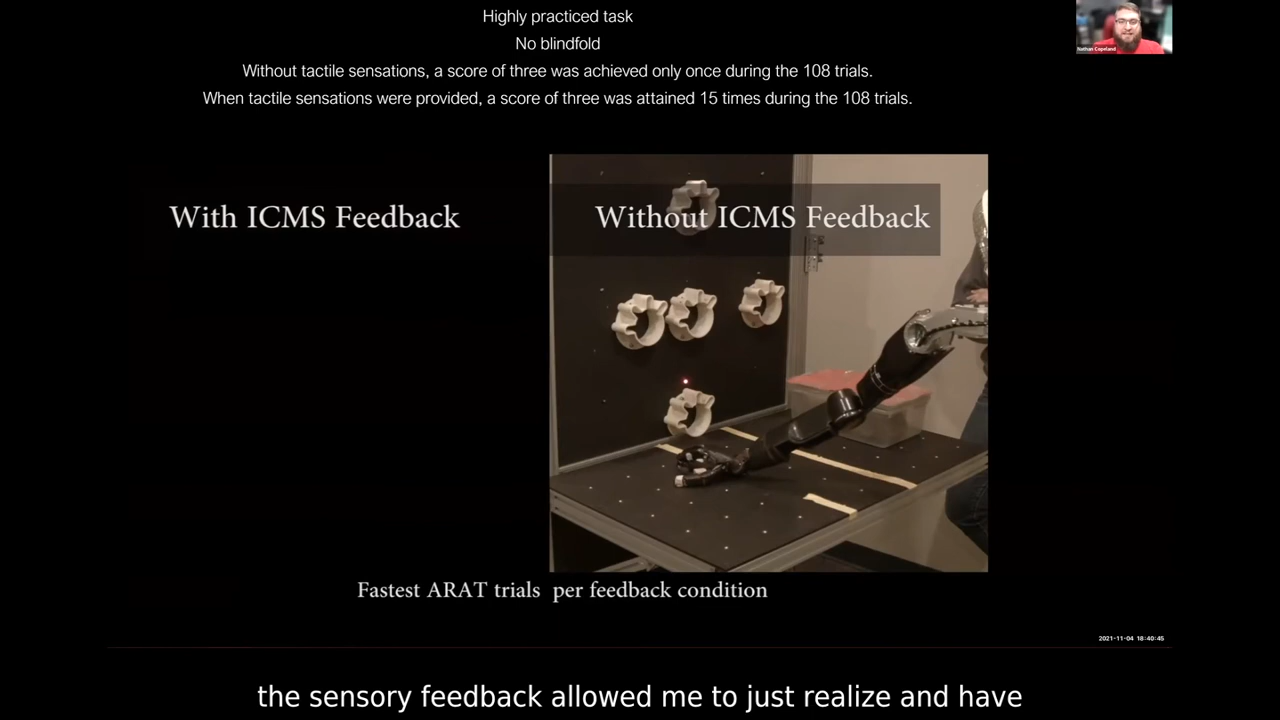 Highly practiced task
No blindfold
Without tactile sensations, a score of three was achieved only once during the 108 trials.
When tactile sensations were provided, a score of three was attained 15 times during the 108 trials.
Nathan Copeland
With ICMS Feedback
Without ICMS Feedback
Fastest ARAT trials per feedback condition
2021-11-04 18:40:45
the sensory feedback allowed me to just realize and have